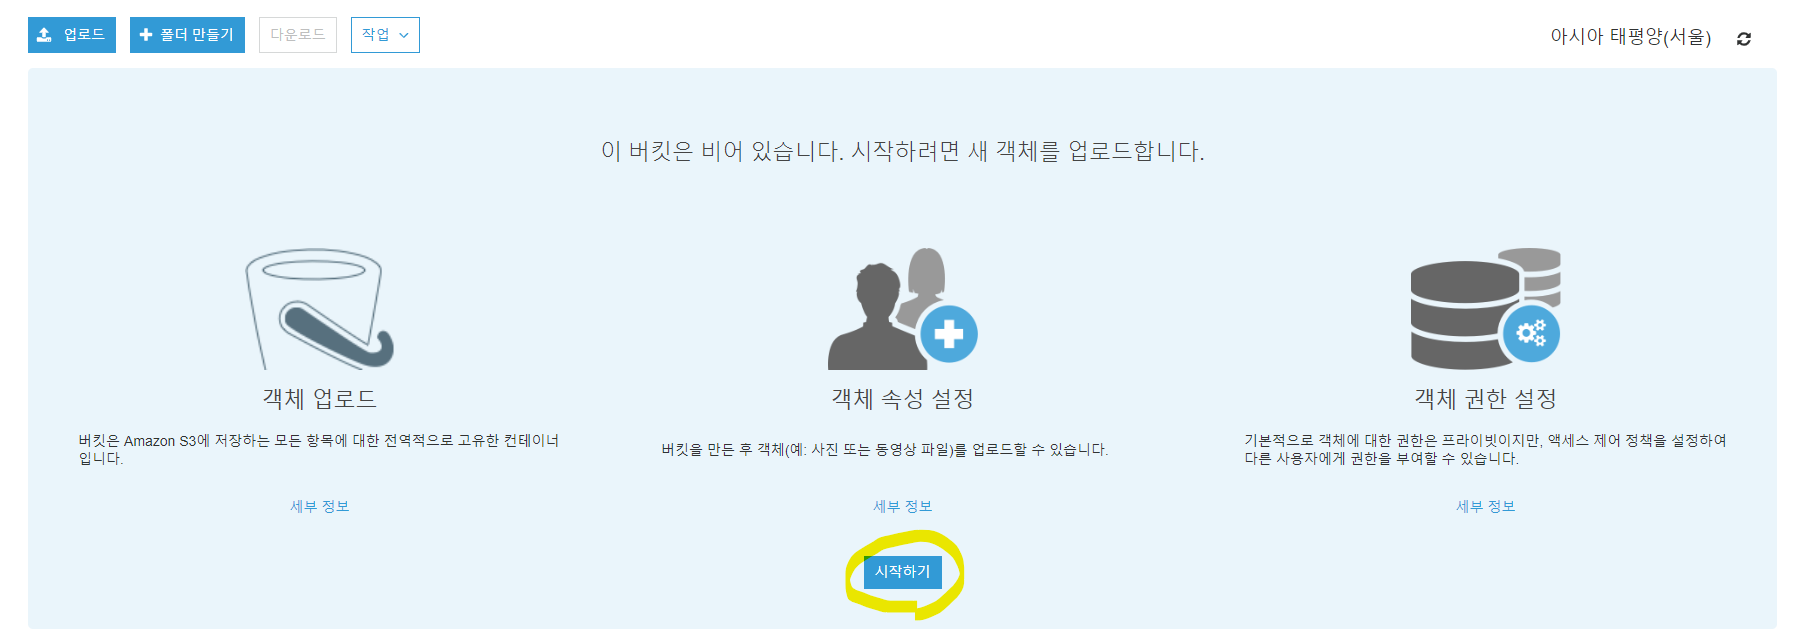 업로드
폴더 만들기
다운로드
작업
아시아 태평양(서울)
이 버킷은 비어 있습니다. 시작하려면 새 객체를 업로드합니다.
객체 업로드
버킷은 Amazon S3에 저장하는 모든 항목에 대한 전역적으로 고유한 컨테이너
입니다.
세부 정보
객체 속성 설정
버킷을 만든 후 객체(예: 사진 또는 동영상 파일)를 업로드할 수 있습니다.
세부 정보
객체 권한 설정
기본적으로 객체에 대한 권한은 프라이빗이지만, 액세스 제어 정책을 설정하여
다른 사용자에게 권한을 부여할 수 있습니다.
세부 정보
시작하기